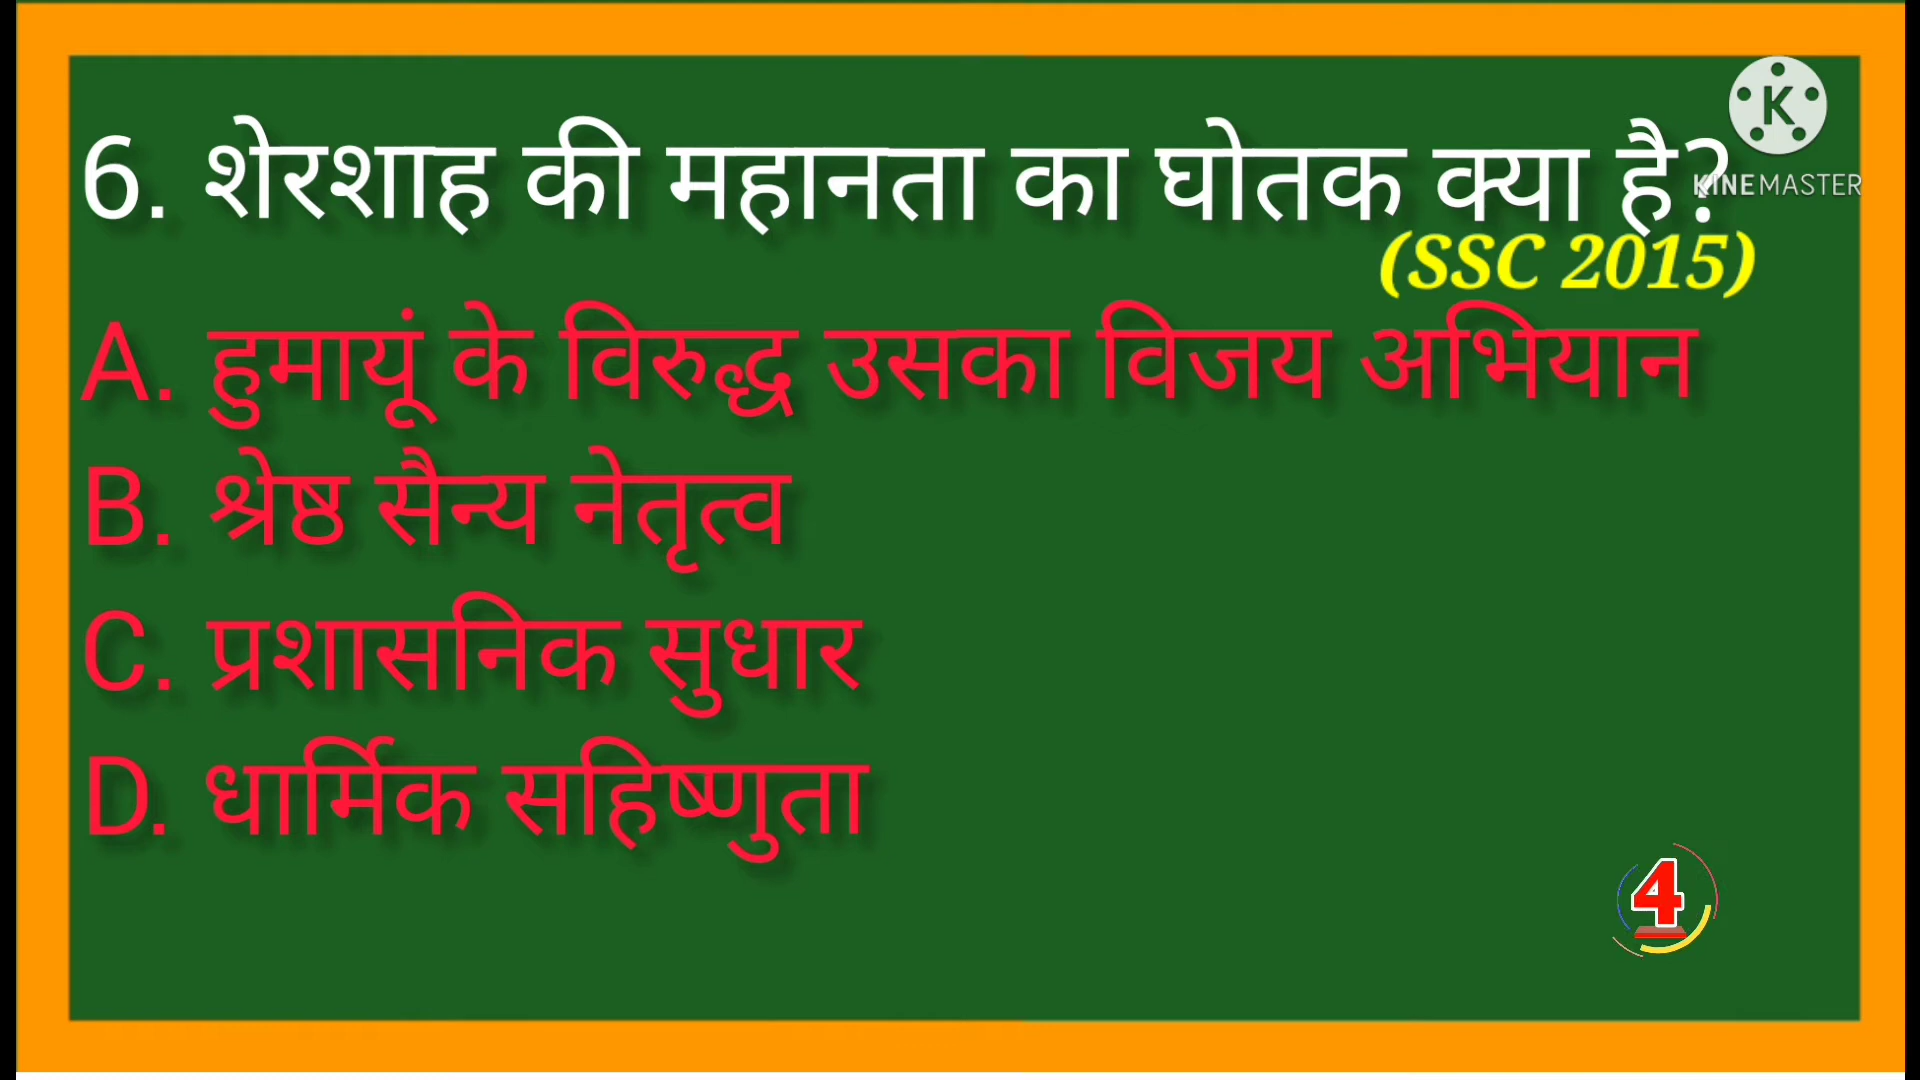 6. शेरशाह की महानता का घोतक क्या है?
KINEMASTER
(SSC 2015)
A. हुमायूं के विरुद्ध उसका विजय अभियान
B. श्रेष्ठ सैन्य नेतृत्व
C. प्रशासनिक सुधार
D. धार्मिक सहिष्णुता
4